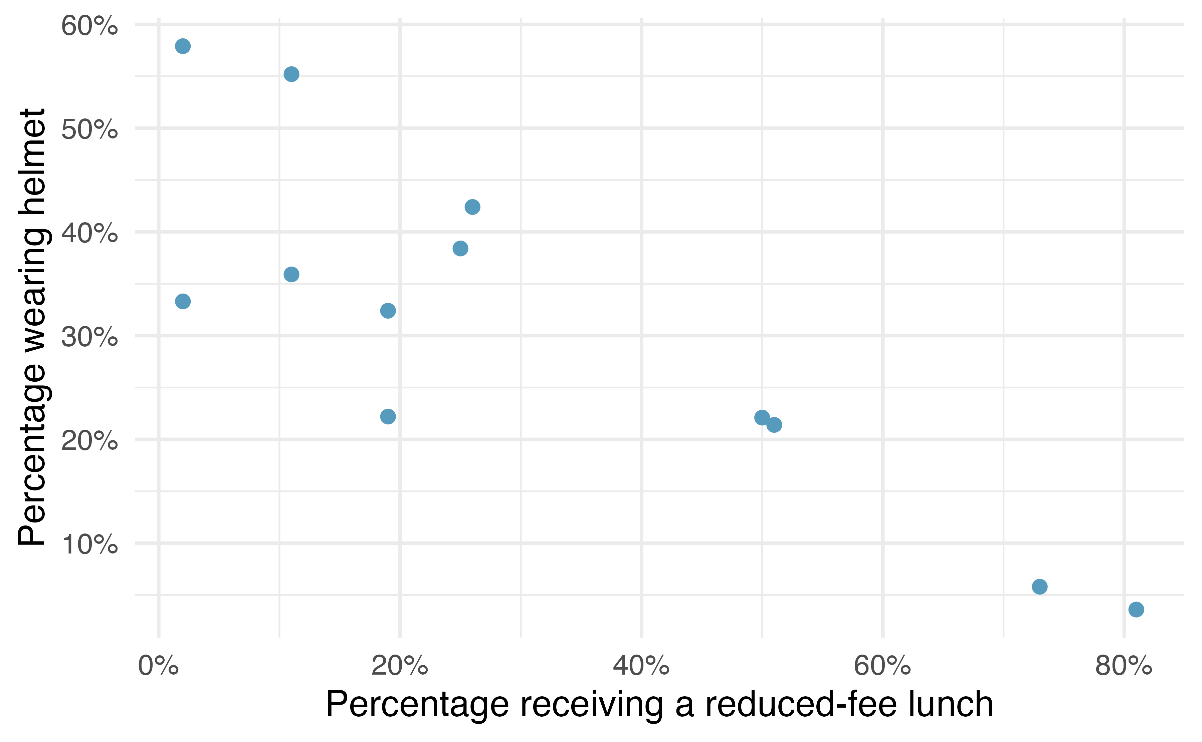 60%
50%
40%
30%
20%
10%
Percentage wearing helmet
0% 20% 40% 60% 80%
Percentage receiving a reduced-fee lunch